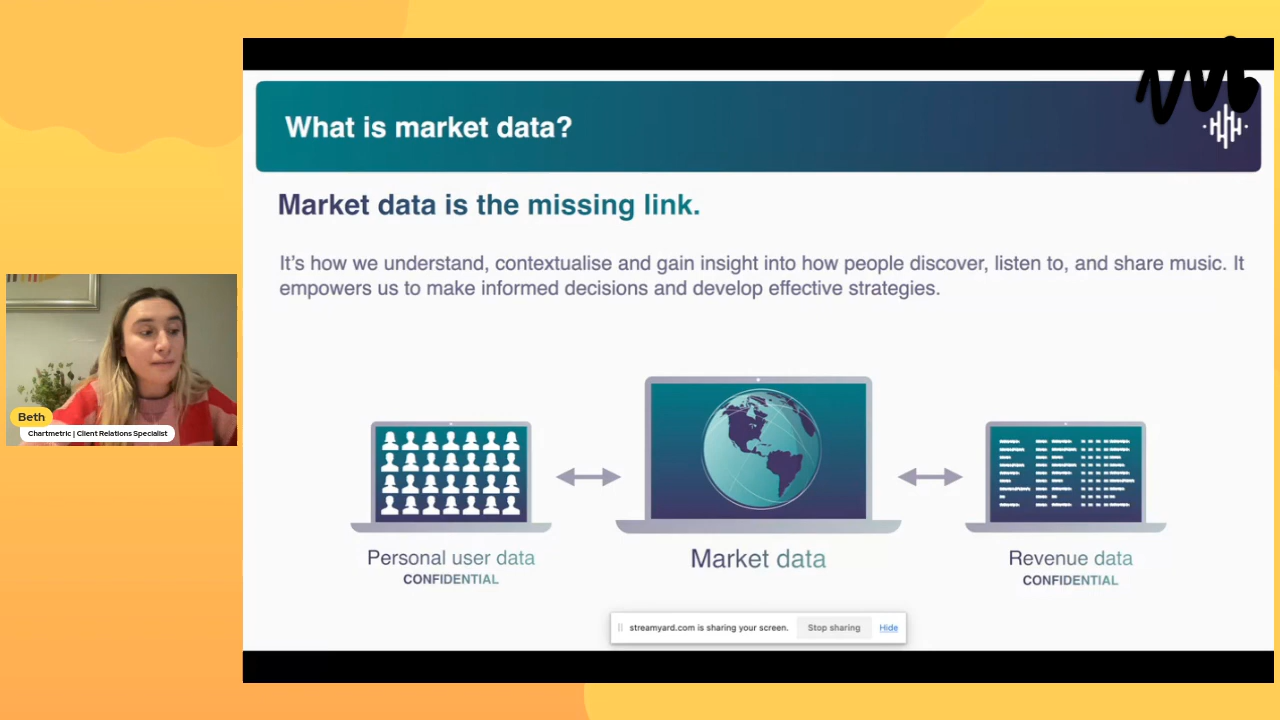 What is market data?
Market data is the missing link.
It's how we understand, contextualise and gain insight into how people discover, listen to, and share music. It
empowers us to make informed decisions and develop effective strategies.
Beth
Chartmetric | Client Relations Specialist
Personal user data
CONFIDENTIAL
Market data
Revenue data
CONFIDENTIAL
streamyard.com is sharing your screen. Stop sharing Hide